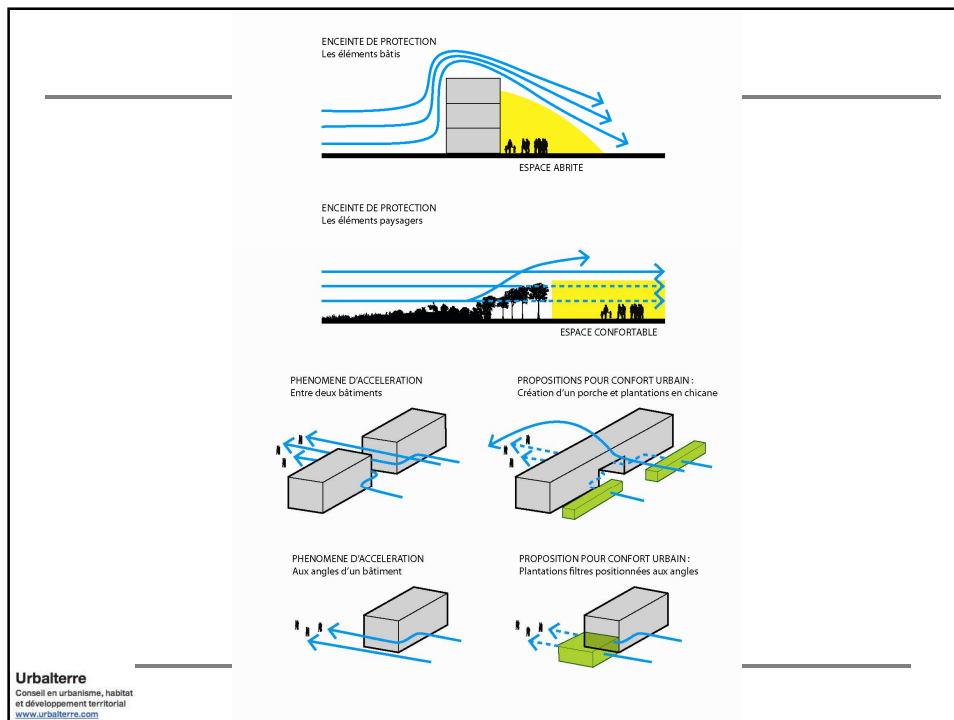 ENCEINTE DE PROTECTION
Les éléments bâtis
ESPACE ABRITE
ENCEINTE DE PROTECTION
Les éléments paysagers
ESPACE CONFORTABLE
PHENOMENE D'ACCELERATION
Entre deux bâtiments
PROPOSITIONS POUR CONFORT URBAIN :
Création d'un porche et plantations en chicane
PHENOMENE D'ACCELERATION
Aux angles d'un bâtiment
PROPOSITION POUR CONFORT URBAIN :
Plantations filtres positionnées aux angles
Urbalterre
Conseil en urbanisme, habitat
et développement territorial
www.urbalterre.com